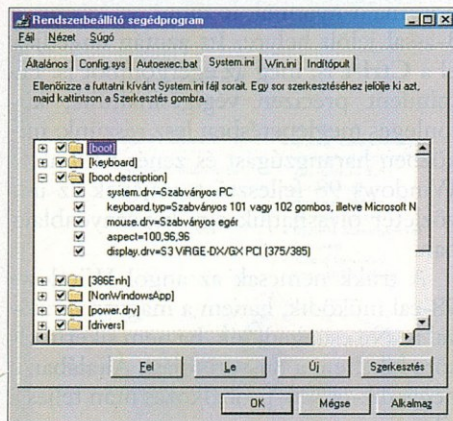 Rendszerbeállító segédprogram
Fájl Nézet Súgó
Általános Config.sys Autoexec.bat System.ini Win.ini Indítópult
Ellenőrizze a futtatni kívánt System.ini fájl sorait. Egy sor szerkesztéséhez jelölje ki azt,
majd kattintson a Szerkesztés gombra.
[boot]
[keyboard]
[boot.description]
system.drv=Szabványos PC
keyboard.typ=Szabványos 101 vagy 102 gombos, illetve Microsoft N
mouse.drv=Szabványos egér
aspect=100,96,96
display.drv=S3 ViRGE-DX/GX PCI (375/385)
[386Enh]
[NonWindowsApp]
[power.drv]
[drivers]
Fel Le Új Szerkesztés
OK Mégse Alkalmaz